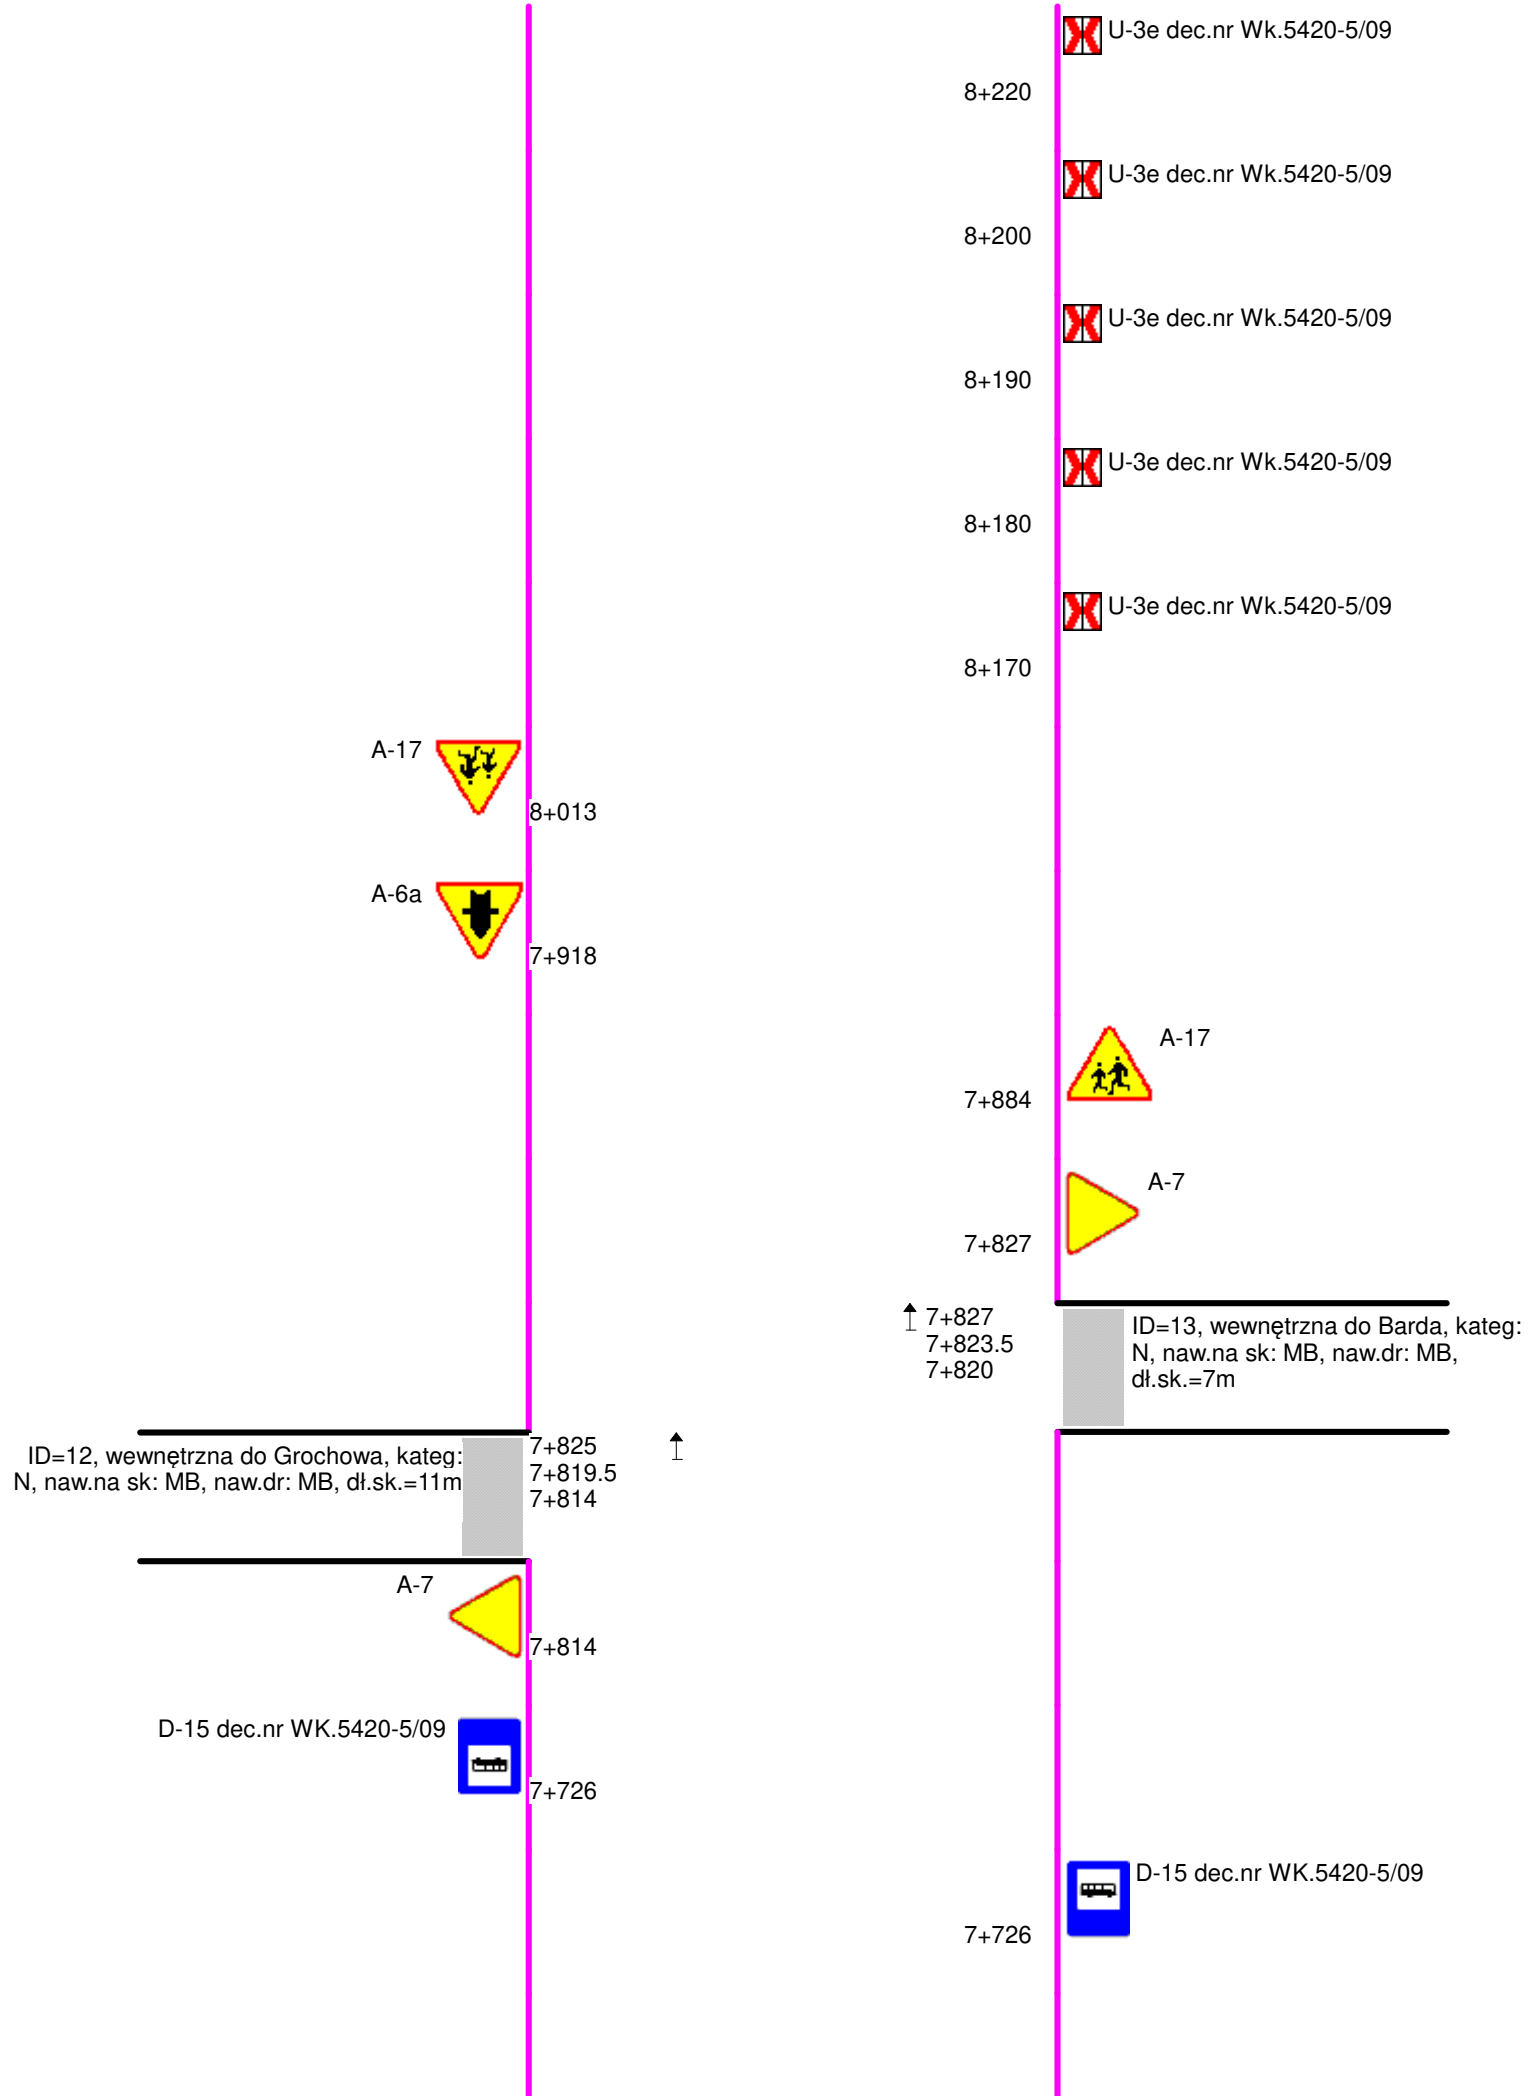 U-3e dec.nr Wk.5420-5/09
8+220
U-3e dec.nr Wk.5420-5/09
8+200
U-3e dec.nr Wk.5420-5/09
8+190
U-3e dec.nr Wk.5420-5/09
8+180
U-3e dec.nr Wk.5420-5/09
8+170
A-17
8+013
A-6a
7+918
A-17
7+884
A-7
7+827
7+827
7+823.5
7+820
ID=13, wewnętrzna do Barda, kateg:
N, naw.na sk: MB, naw.dr: MB,
dł.sk.=7m
ID=12, wewnętrzna do Grochowa, kateg:
N, naw.na sk: MB, naw.dr: MB, dł.sk.=11m
7+825
7+819.5
7+814
A-7
7+814
D-15 dec.nr WK.5420-5/09
7+726
D-15 dec.nr WK.5420-5/09
7+726